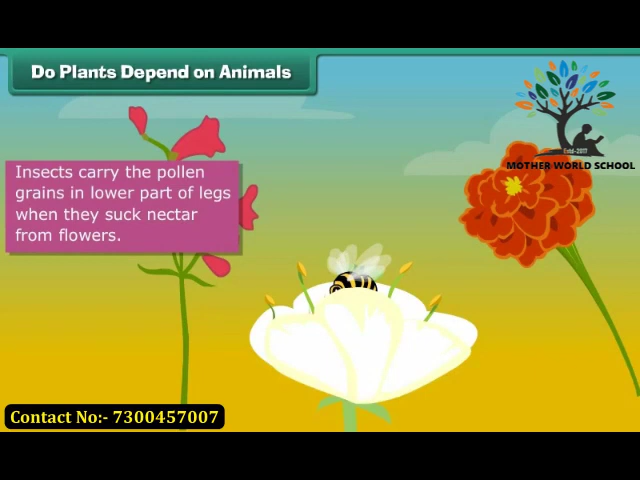 Do Plants Depend on Animals
Estd-2017
MOTHER WORLD SCHOOL
Insects carry the pollen
grains in lower part of legs
when they suck nectar
from flowers.
Contact No:- 7300457007